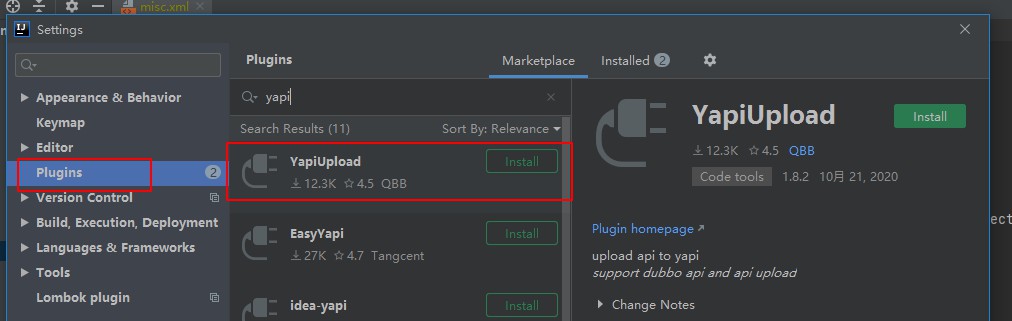 misc.xml
IJ
Settings
Plugins
Marketplace
Installed 2
Appearance & Behavior
Keymap
Editor
Plugins 2
Version Control
Build, Execution, Deployment
Languages & Frameworks
Tools
Lombok plugin
yapi
Search Results (11)
Sort By: Relevance
YapiUpload
Install
12.3K 4.5 QBB
EasyYapi
Install
27K 4.7 Tangcent
idea-yapi
Install
YapiUpload
Install
12.3K 4.5 QBB
Code tools 1.8.2 10月 21, 2020
Plugin homepage
upload api to yapi
support dubbo api and api upload
Change Notes
ect